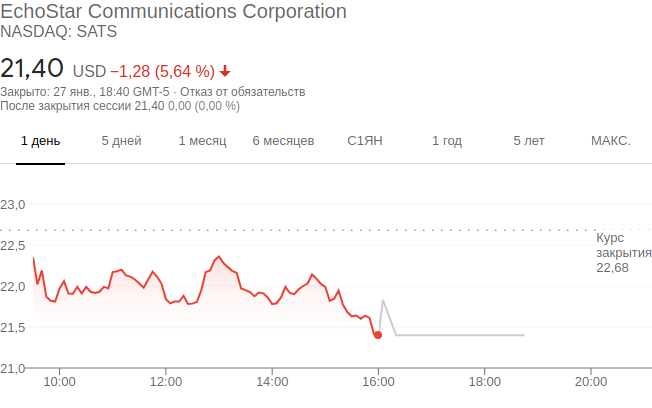 EchoStar Communications Corporation
NASDAQ: SATS
21,40 USD −1,28 (5,64 %)
Закрыто: 27 янв., 18:40 GMT-5 · Отказ от обязательств
После закрытия сессии 21,40 0,00 (0,00 %)
1 день 5 дней 1 месяц 6 месяцев С1ЯН 1 год 5 лет МАКС.
23,0
Курс
22,5
закрытия
22,68
22,0
21,5
21,0
10:00 12:00 14:00 16:00 18:00 20:00